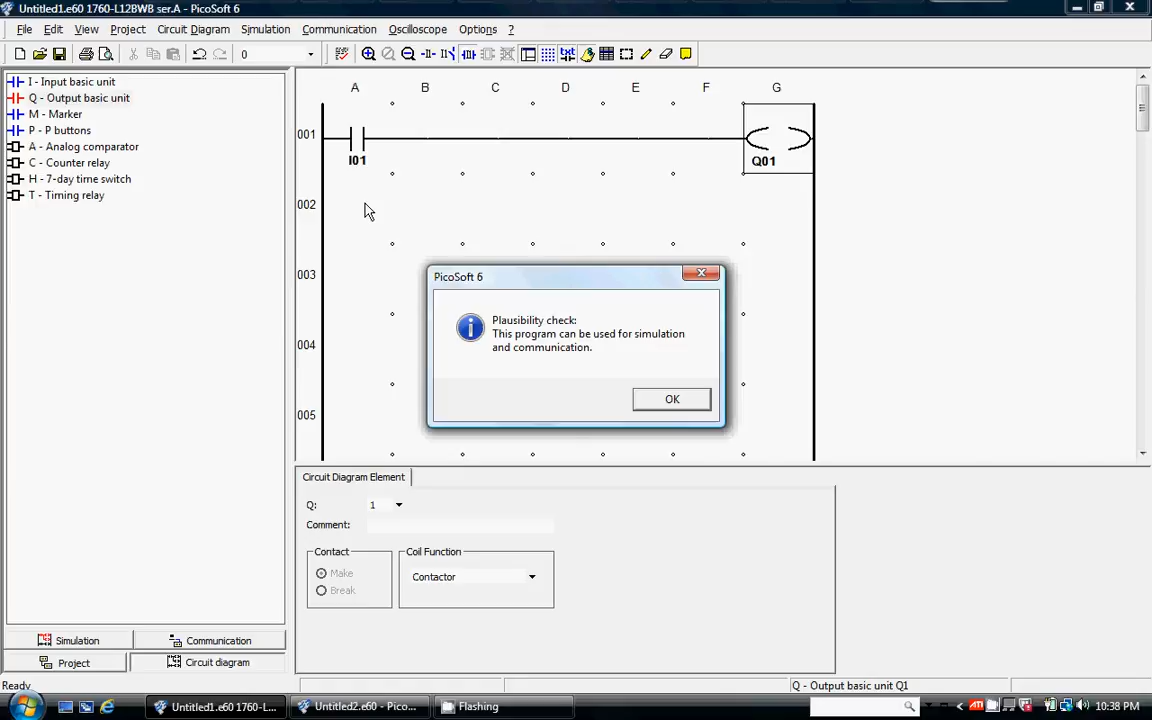 Untitled1.e60 1760-L12BWB ser.A - PicoSoft 6
File Edit View Project Circuit Diagram Simulation Communication Oscilloscope Options ?
0
I - Input basic unit
Q - Output basic unit
M - Marker
P - P buttons
A - Analog comparator
C - Counter relay
H - 7-day time switch
T - Timing relay
A B C D E F G
001
I01 Q01
002
003
004
005
PicoSoft 6
Plausibility check:
This program can be used for simulation
and communication.
OK
Circuit Diagram Element
Q: 1
Comment:
Contact Coil Function
Make Contactor
Break
Simulation Communication
Project Circuit diagram
Ready Q - Output basic unit Q1
Untitled1.e60 1760-L... Untitled2.e60 - Pico... Flashing ATI 10:38 PM